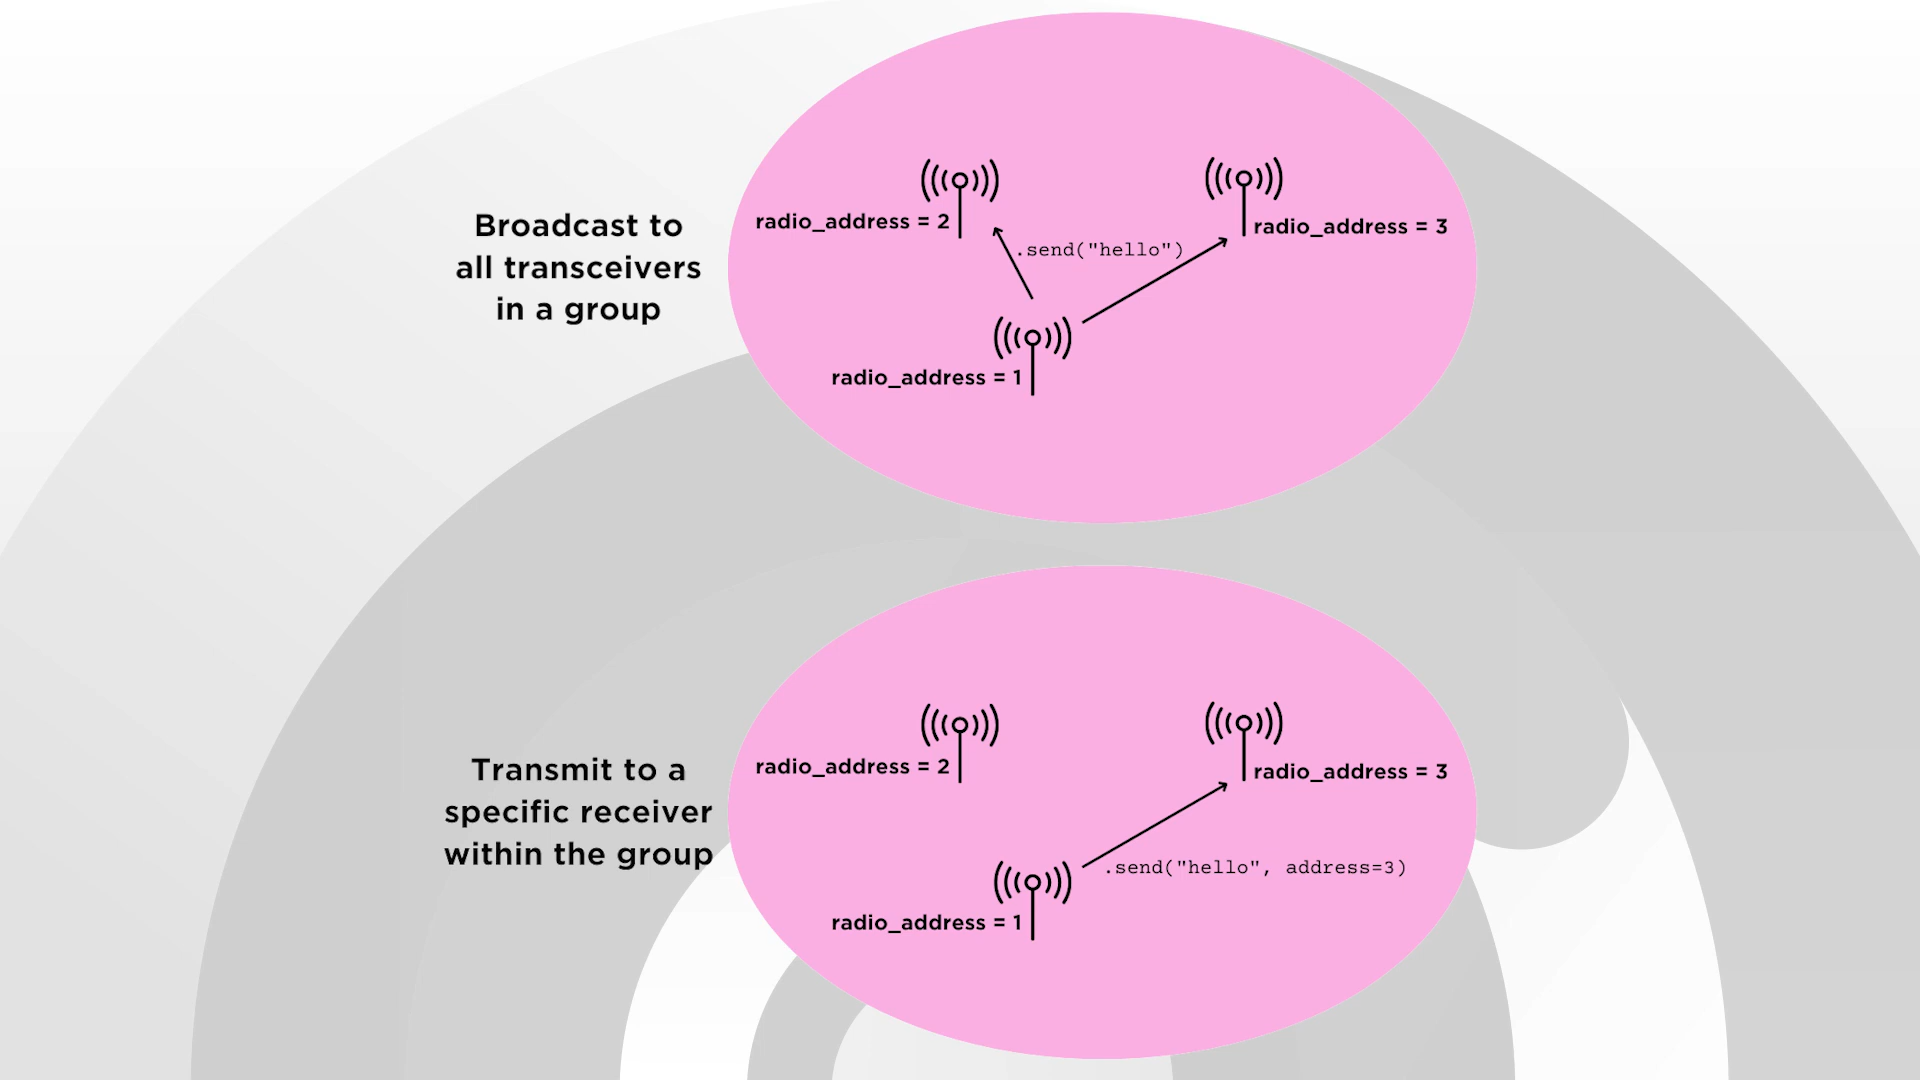 Broadcast to
all transceivers
in a group
radio_address = 2
radio_address = 3
.send("hello")
radio_address = 1
Transmit to a
specific receiver
within the group
radio_address = 2
radio_address = 3
.send("hello", address=3)
radio_address = 1